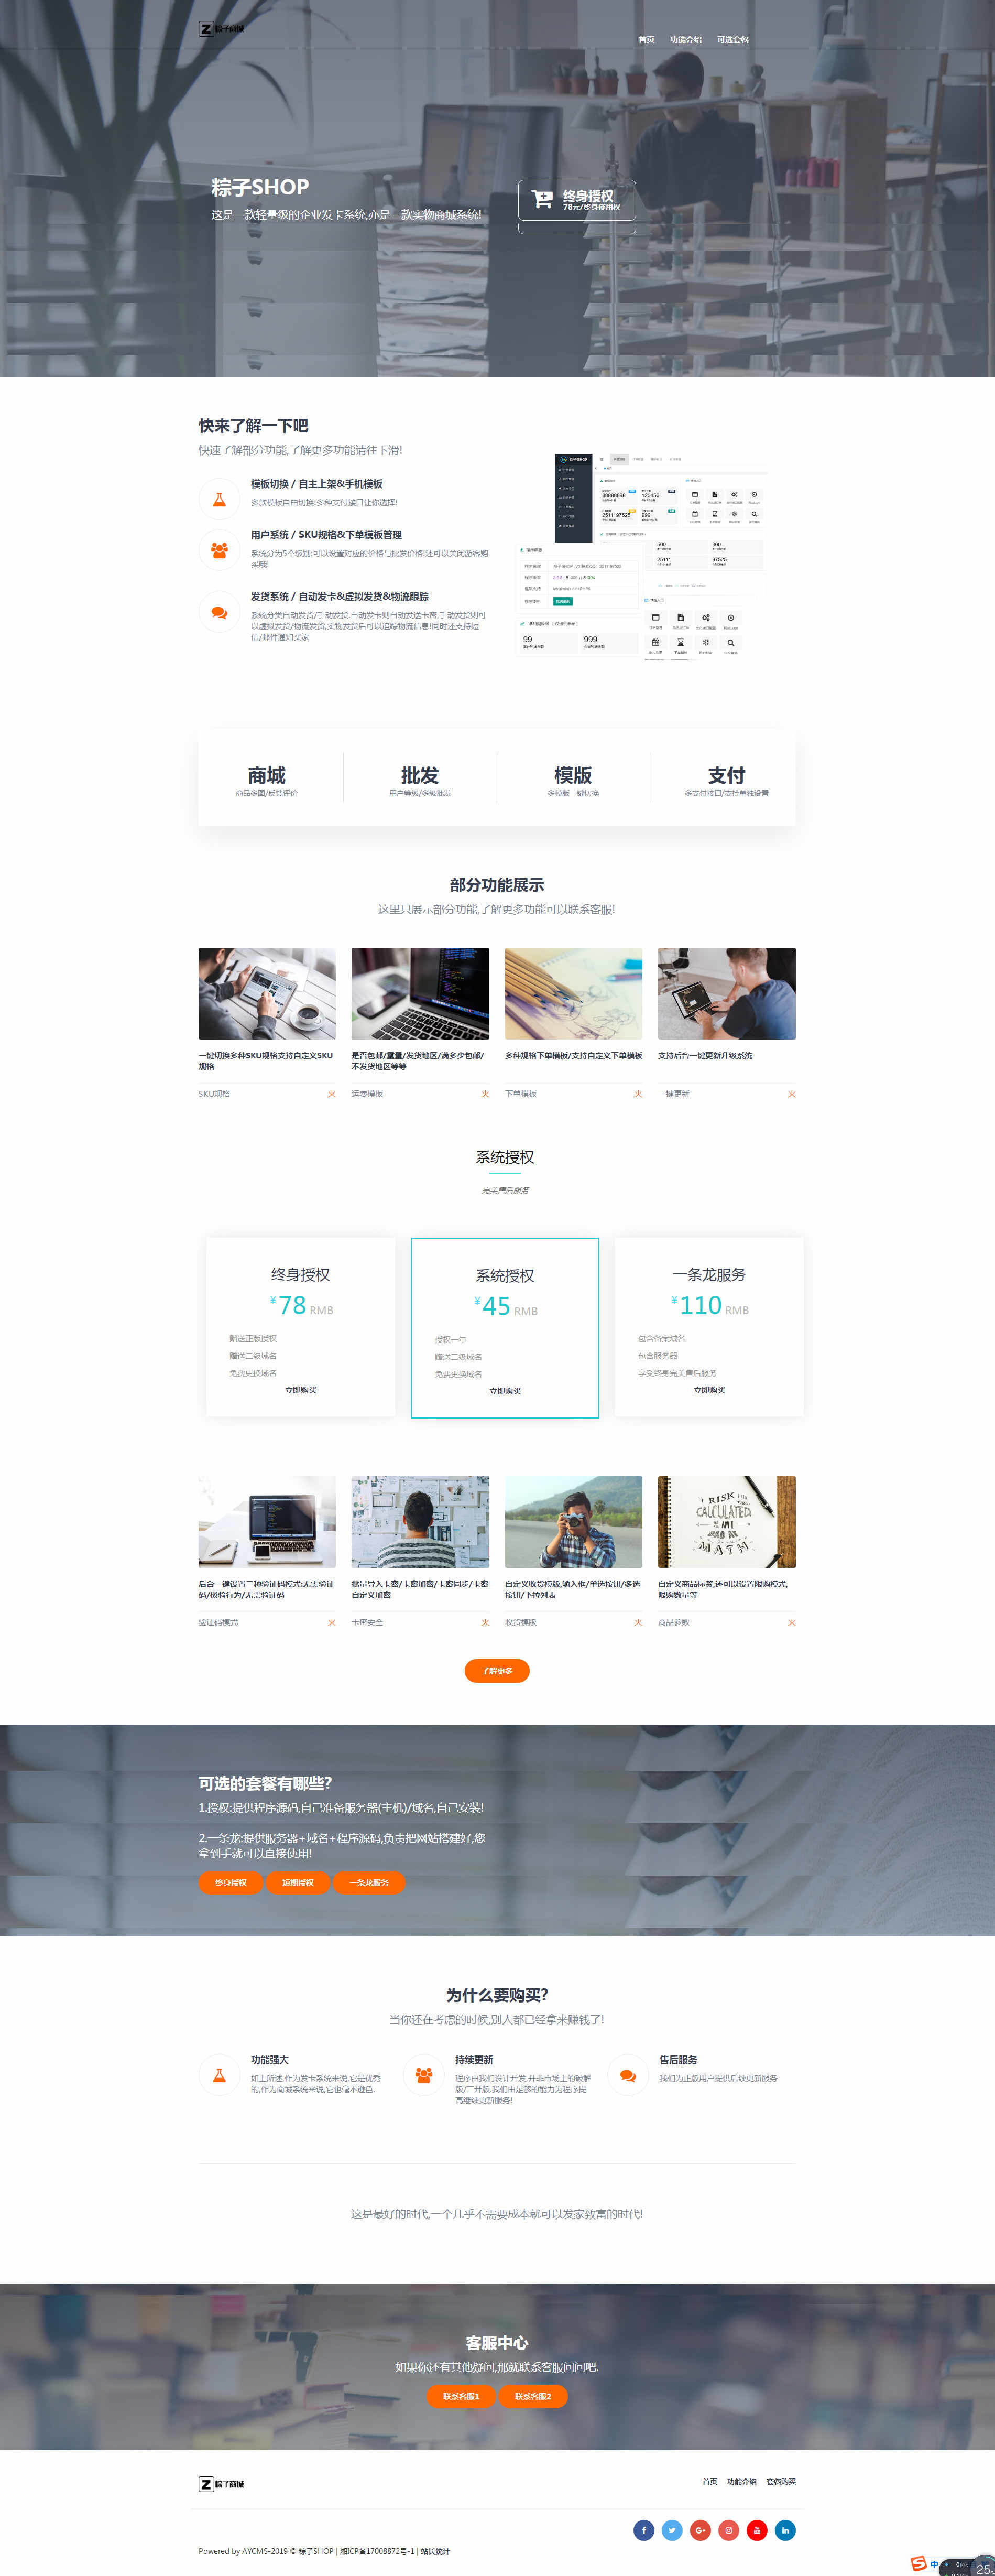 Z 粽子商城
首页 功能介绍 可选套餐
粽子SHOP
这是一款轻量级的企业发卡系统,亦是一款实物商城系统!
终身授权
78元/终身使用权
快来了解一下吧
快速了解部分功能,了解更多功能请往下滑!
模板切换 / 自主上架&手机模板
多款模板自由切换!多种支付接口让你选择!
用户系统 / SKU规格&下单模板管理
系统分为5个级别:可以设置对应的价格与批发价格!还可以关闭游客购
买哦!
发货系统 / 自动发卡&虚拟发货&物流跟踪
系统分类自动发货/手动发货.自动发卡则自动发送卡密,手动发货则可
以虚拟发货/物流发货,实物发货后可以追踪物流信息!同时还支持短
信/邮件通知买家
粽子SHOP
88888888
123456
2511197525
999
500
300
25111
97525
99
999
商城
商品多图/反馈评价
批发
用户等级/多级批发
模版
多模版一键切换
支付
多支付接口/支持单独设置
部分功能展示
这里只展示部分功能,了解更多功能可以联系客服!
一键切换多种SKU规格支持自定义SKU
规格
SKU规格 火
是否包邮/重量/发货地区/满多少包邮/
不发货地区等等
运费模板 火
多种规格下单模板/支持自定义下单模板
下单模板 火
支持后台一键更新升级系统
一键更新 火
系统授权
完美售后服务
终身授权
¥78 RMB
赠送正版授权
赠送二级域名
免费更换域名
立即购买
系统授权
¥45 RMB
授权一年
赠送二级域名
免费更换域名
立即购买
一条龙服务
¥110 RMB
包含备案域名
包含服务器
享受终身完美售后服务
立即购买
RISK
CALCULATED
AM
BAD AT
MATH
后台一键设置三种验证码模式:无需验证
码/极验行为/无需验证码
验证码模式 火
批量导入卡密/卡密加密/卡密同步/卡密
自定义加密
卡密安全 火
自定义收货模版,输入框/单选按钮/多选
按钮/下拉列表
收货模版 火
自定义商品标签,还可以设置限购模式,
限购数量等
商品参数 火
了解更多
可选的套餐有哪些?
1.授权:提供程序源码,自己准备服务器(主机)/域名,自己安装!
2.一条龙:提供服务器+域名+程序源码,负责把网站搭建好,您
拿到手就可以直接使用!
终身授权 短期授权 一条龙服务
为什么要购买?
当你还在考虑的时候,别人都已经拿来赚钱了!
功能强大
如上所述,作为发卡系统来说,它是优秀
的,作为商城系统来说,它也毫不逊色.
持续更新
程序由我们设计开发,并非市场上的破解
版/二开版.我们由足够的能力为程序提
高继续更新服务!
售后服务
我们为正版用户提供后续更新服务
这是最好的时代,一个几乎不需要成本就可以发家致富的时代!
客服中心
如果你还有其他疑问,那就联系客服问问吧.
联系客服1 联系客服2
Z 粽子商城
首页 功能介绍 套餐购买
Powered by AYCMS-2019 © 粽子SHOP | 湘ICP备17008872号-1 | 站长统计
中
25